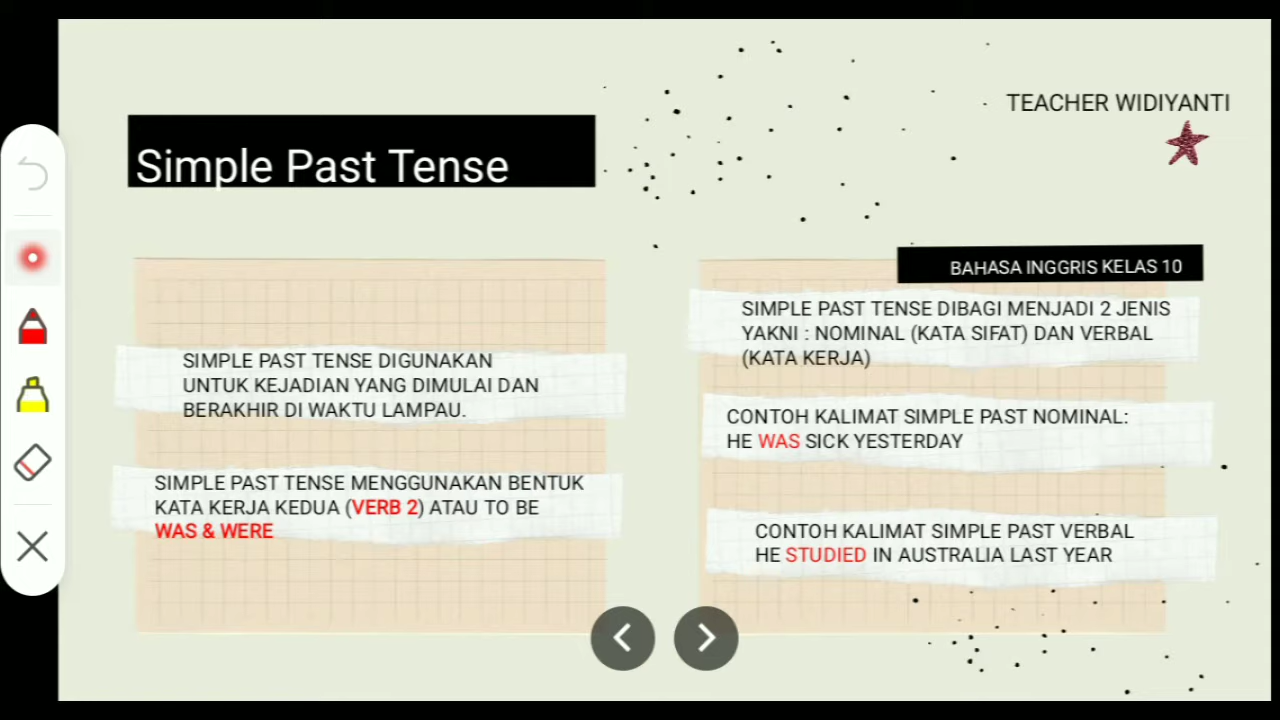 TEACHER WIDIYANTI
Simple Past Tense
SIMPLE PAST TENSE DIGUNAKAN
UNTUK KEJADIAN YANG DIMULAI DAN
BERAKHIR DI WAKTU LAMPAU.
SIMPLE PAST TENSE MENGGUNAKAN BENTUK
KATA KERJA KEDUA (VERB 2) ATAU TO BE
WAS & WERE
BAHASA INGGRIS KELAS 10
SIMPLE PAST TENSE DIBAGI MENJADI 2 JENIS
YAKNI : NOMINAL (KATA SIFAT) DAN VERBAL
(KATA KERJA)
CONTOH KALIMAT SIMPLE PAST NOMINAL:
HE WAS SICK YESTERDAY
CONTOH KALIMAT SIMPLE PAST VERBAL
HE STUDIED IN AUSTRALIA LAST YEAR